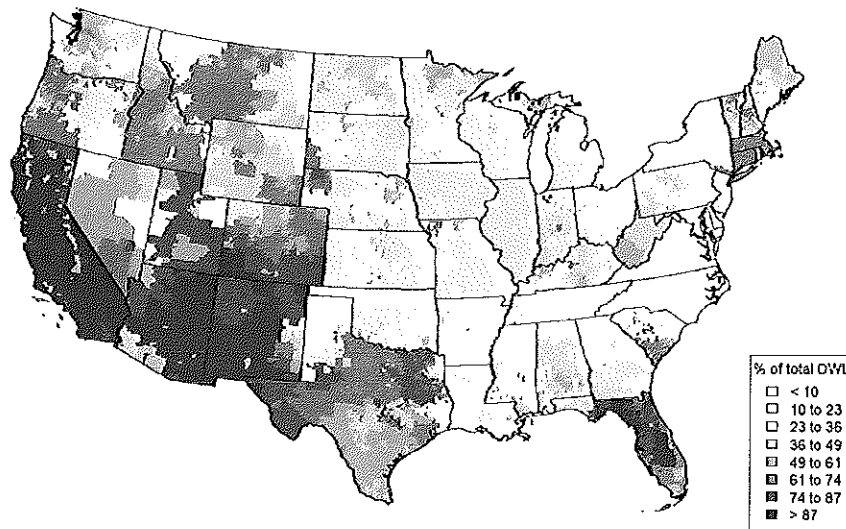 % of total DWL
< 10
10 to 23
23 to 36
36 to 49
49 to 61
61 to 74
74 to 87
> 87